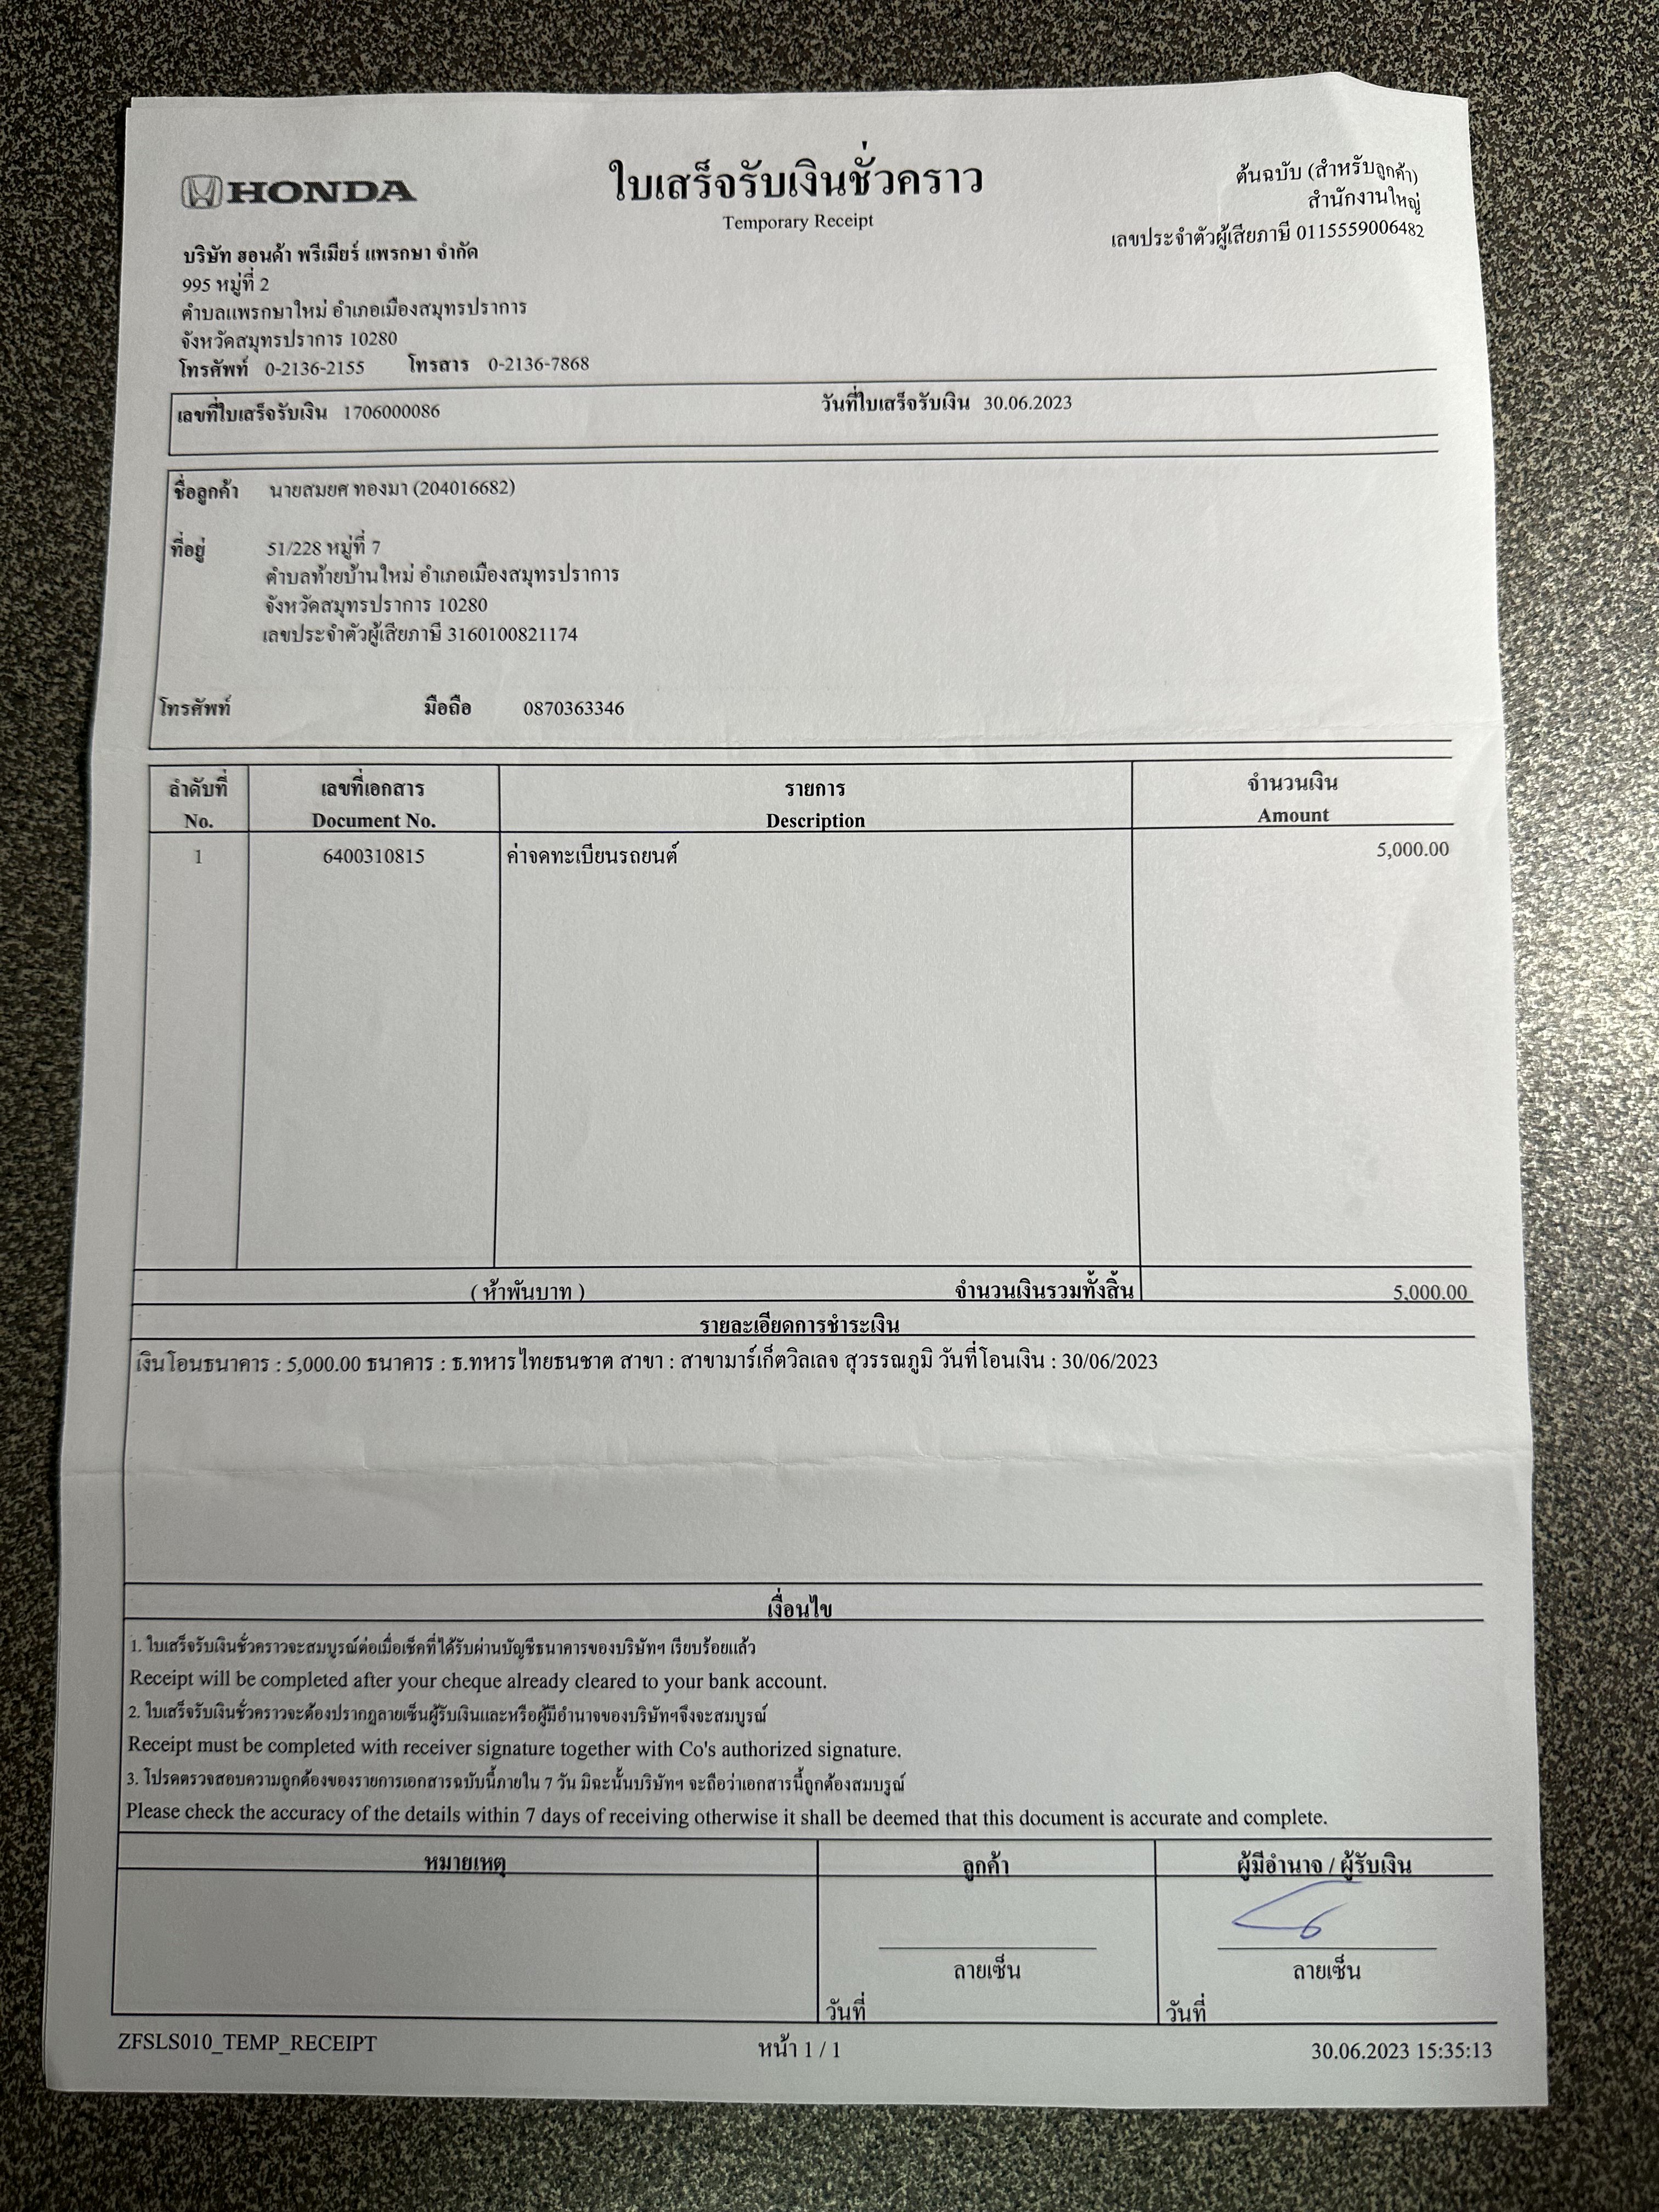 HONDA
ใบเสร็จรับเงินชั่วคราว
Temporary Receipt
ต้นฉบับ (สำหรับลูกค้า)
สำนักงานใหญ่
เลขประจำตัวผู้เสียภาษี 0115559006482
บริษัท ฮอนด้า พรีเมียร์ แพรกษา จำกัด
995 หมู่ที่ 2
ตำบลแพรกษาใหม่ อำเภอเมืองสมุทรปราการ
จังหวัดสมุทรปราการ 10280
โทรศัพท์ 0-2136-2155 โทรสาร 0-2136-7868
เลขที่ใบเสร็จรับเงิน 1706000086 วันที่ใบเสร็จรับเงิน 30.06.2023
ชื่อลูกค้า นายสมยศ ทองมา (204016682)
ที่อยู่ 51/228 หมู่ที่ 7
ตำบลท้ายบ้านใหม่ อำเภอเมืองสมุทรปราการ
จังหวัดสมุทรปราการ 10280
เลขประจำตัวผู้เสียภาษี 3160100821174
โทรศัพท์ มือถือ 0870363346
ลำดับที่ เลขที่เอกสาร รายการ จำนวนเงิน
No. Document No. Description Amount
1 6400310815 ค่าจดทะเบียนรถยนต์ 5,000.00
( ห้าพันบาท ) จำนวนเงินรวมทั้งสิ้น 5,000.00
รายละเอียดการชำระเงิน
เงินโอนธนาคาร : 5,000.00 ธนาคาร : ธ.ทหารไทยธนชาต สาขา : สาขามาร์เก็ตวิลเลจ สุวรรณภูมิ วันที่โอนเงิน : 30/06/2023
เงื่อนไข
1. ใบเสร็จรับเงินชั่วคราวจะสมบูรณ์ต่อเมื่อเช็คที่ได้รับผ่านบัญชีธนาคารของบริษัทฯ เรียบร้อยแล้ว
Receipt will be completed after your cheque already cleared to your bank account.
2. ใบเสร็จรับเงินชั่วคราวจะต้องปรากฏลายเซ็นผู้รับเงินและหรือผู้มีอำนาจของบริษัทฯจึงจะสมบูรณ์
Receipt must be completed with receiver signature together with Co's authorized signature.
3. โปรดตรวจสอบความถูกต้องของรายการเอกสารฉบับนี้ภายใน 7 วัน มิฉะนั้นบริษัทฯ จะถือว่าเอกสารนี้ถูกต้องสมบรูณ์
Please check the accuracy of the details within 7 days of receiving otherwise it shall be deemed that this document is accurate and complete.
หมายเหตุ ลูกค้า ผู้มีอำนาจ / ผู้รับเงิน
ลายเซ็น ลายเซ็น
วันที่ วันที่
ZFSLS010_TEMP_RECEIPT หน้า 1 / 1 30.06.2023 15:35:13